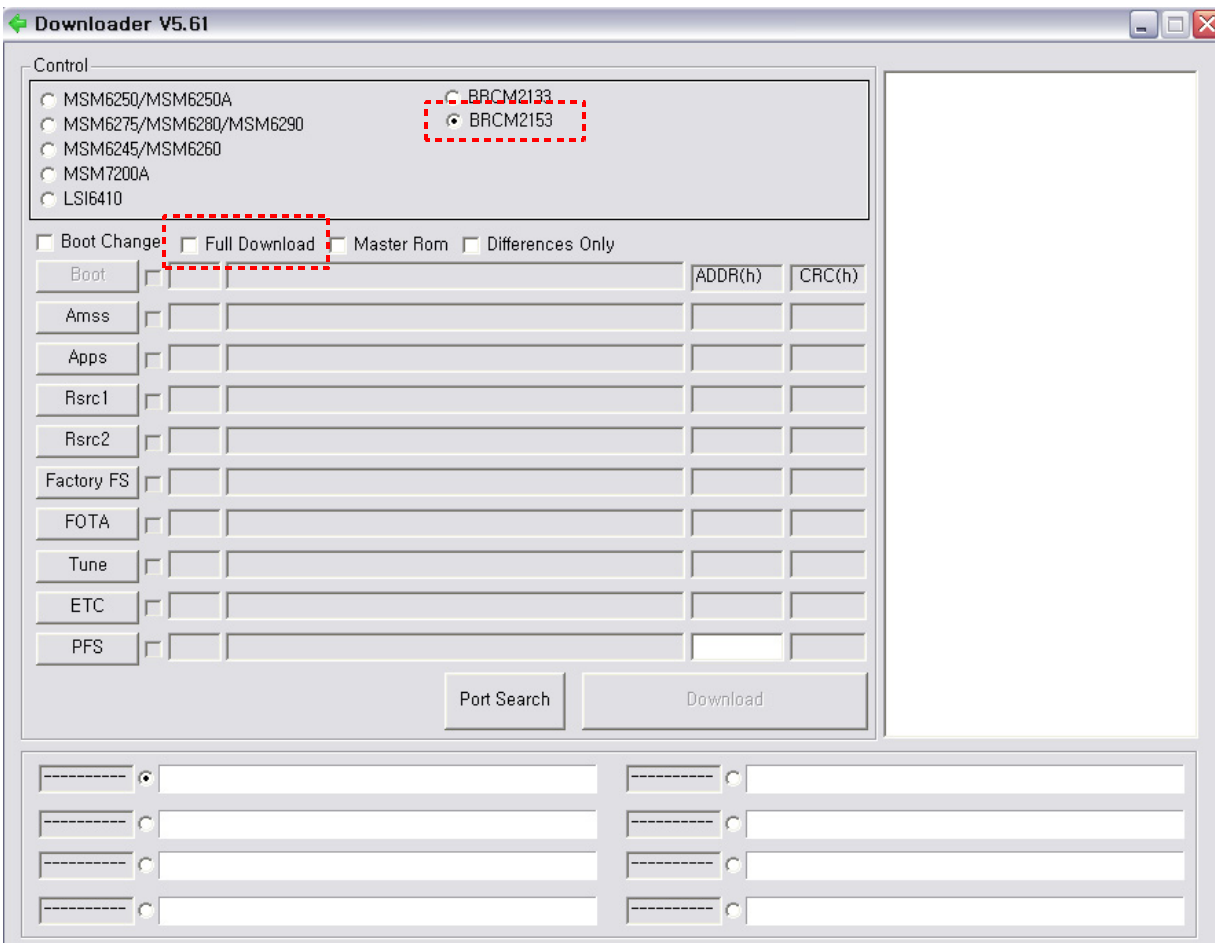 Downloader V5.61
Control
MSM6250/MSM6250A
BRCM2133
MSM6275/MSM6280/MSM6290
BRCM2153
MSM6245/MSM6260
MSM7200A
LSI6410
Boot Change Full Download Master Rom Differences Only
Boot ADDR(h) CRC(h)
Amss
Apps
Rsrc1
Rsrc2
Factory FS
FOTA
Tune
ETC
PFS
Port Search Download
---------- ----------
---------- ----------
---------- ----------
---------- ----------